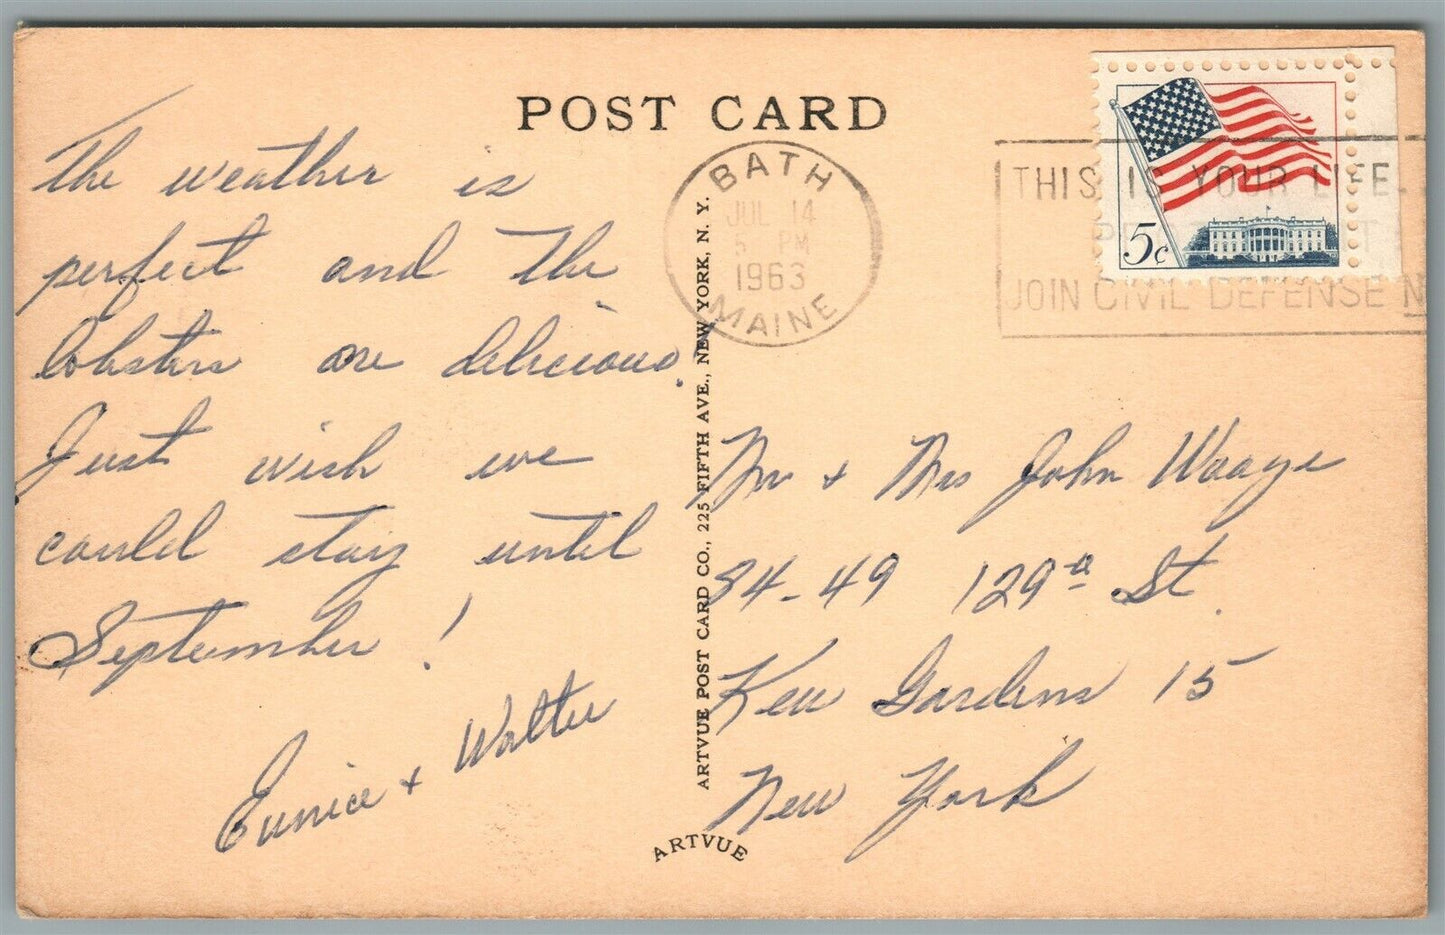 POST CARD
The weather is
perfect and the
lobsters are delicious.
Just wish we
could stay until
September!
Eunice + Walter
BATH
JUL 14
5 PM
1963
MAINE
THIS IS YOUR LIFE-
JOIN CIVIL DEFENSE N
5¢
ARTVUE POST CARD CO., 225 FIFTH AVE., NEW YORK, N. Y.
Mr + Mrs John Waage
84-49 129th St.
Kew Gardens 15
New York
ARTVUE